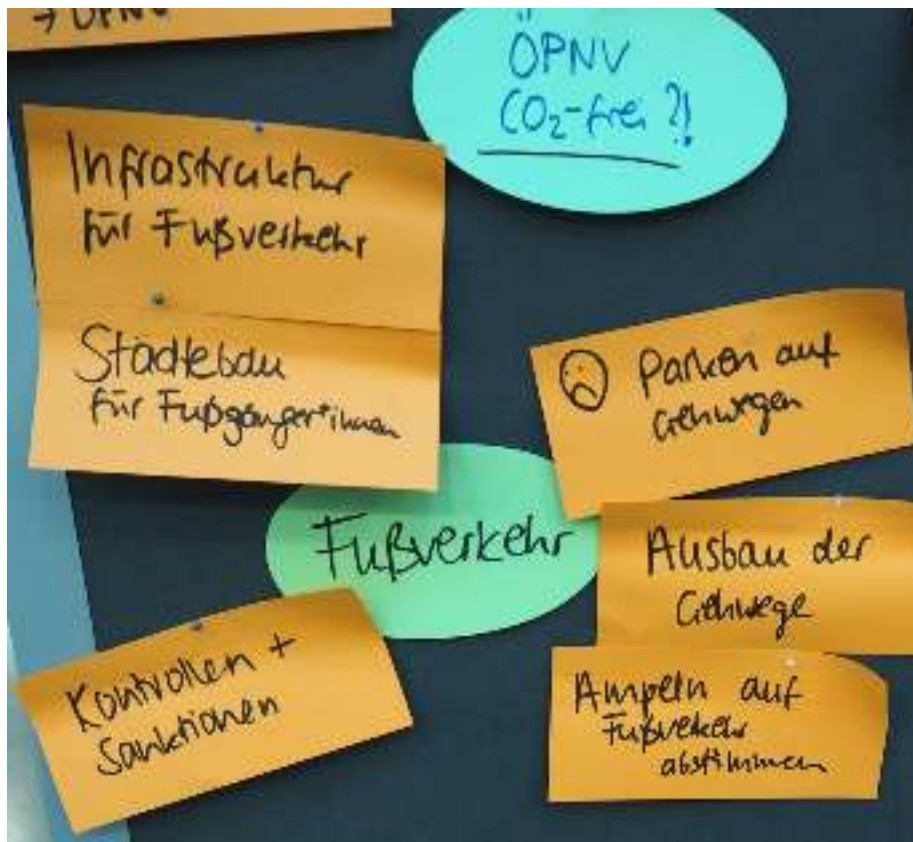 → ÖPNV
ÖPNV
CO₂-frei ?!
Infrastruktur
für Fußverkehr
Städtebau
für Fußgänger*innen
Parken auf
Gehwegen
Fußverkehr
Ausbau der
Gehwege
Kontrollen +
Sanktionen
Ampeln auf
Fußverkehr
abstimmen